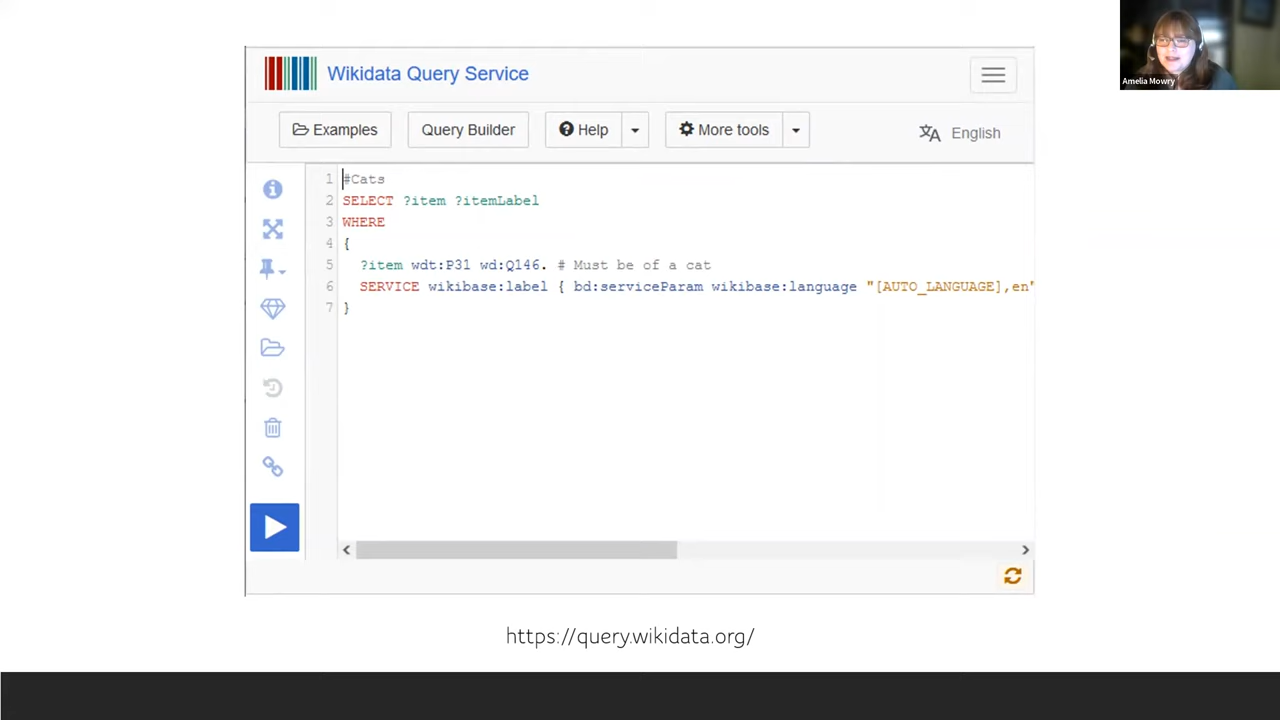 Amelia Mowry
Wikidata Query Service
Examples
Query Builder
Help
More tools
English
1 #Cats
2 SELECT ?item ?itemLabel
3 WHERE
4 {
5 ?item wdt:P31 wd:Q146. # Must be of a cat
6 SERVICE wikibase:label { bd:serviceParam wikibase:language "[AUTO_LANGUAGE],en"
7 }
https://query.wikidata.org/